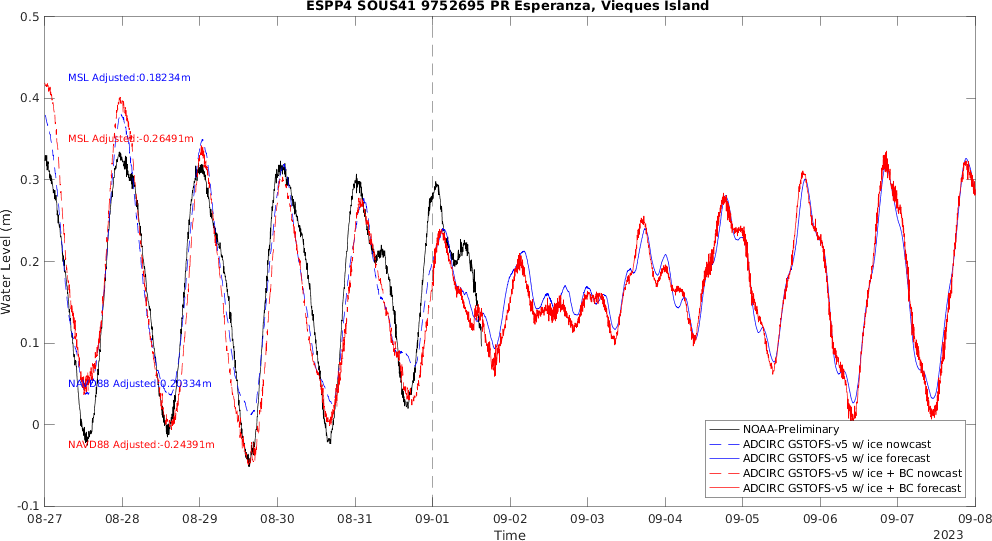 ESPP4 SOUS41 9752695 PR Esperanza, Vieques Island
0.5
0.4
0.3
0.2
0.1
0
-0.1
Water Level (m)
MSL Adjusted:0.18234m
MSL Adjusted:-0.26491m
NAVD88 Adjusted:0.20334m
NAVD88 Adjusted:-0.24391m
NOAA-Preliminary
ADCIRC GSTOFS-v5 w/ ice nowcast
ADCIRC GSTOFS-v5 w/ ice forecast
ADCIRC GSTOFS-v5 w/ ice + BC nowcast
ADCIRC GSTOFS-v5 w/ ice + BC forecast
08-27 08-28 08-29 08-30 08-31 09-01 09-02 09-03 09-04 09-05 09-06 09-07 09-08
Time
2023